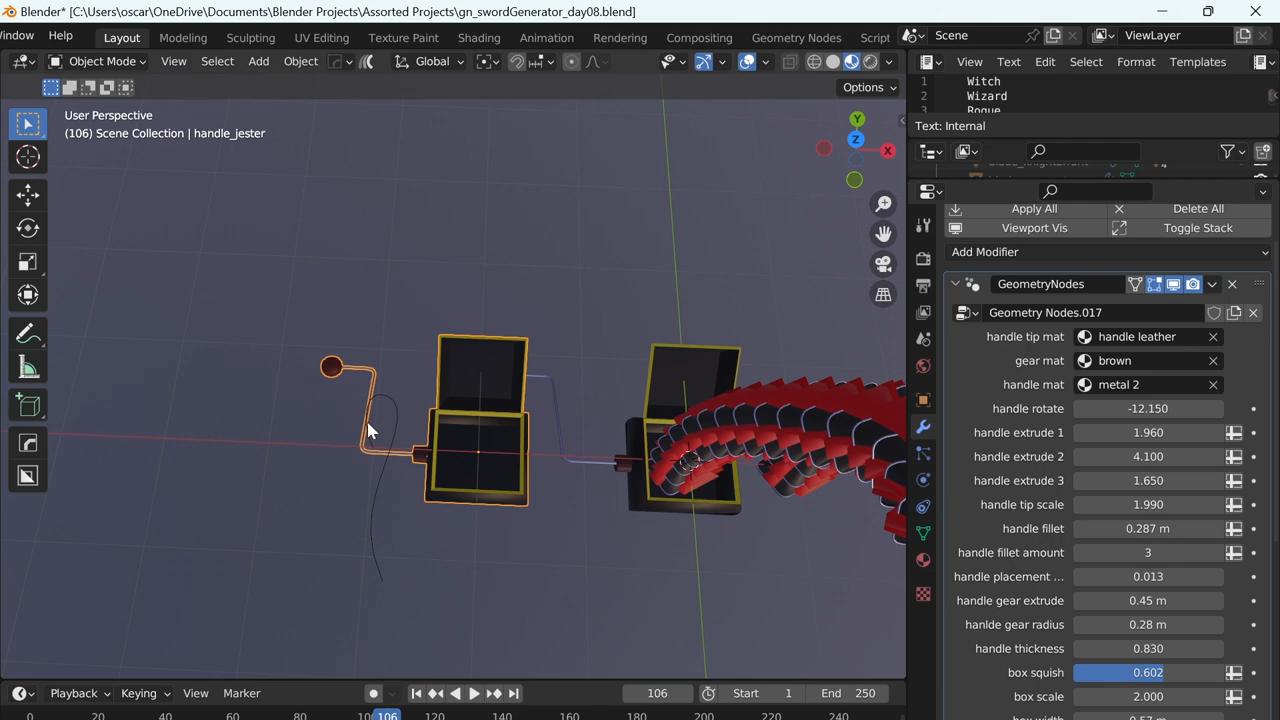 Blender* [C:\Users\oscar\OneDrive\Documents\Blender Projects\Assorted Projects\gn_swordGenerator_day08.blend]
indow Help Layout Modeling Sculpting UV Editing Texture Paint Shading Animation Rendering Compositing Geometry Nodes Script Scene ViewLayer
Object Mode View Select Add Object Global View Text Edit Select Format Templates
Options
1 Witch
2 Wizard
3 Rogue
User Perspective
(106) Scene Collection | handle_jester
Text: Internal
Y
Z
X
Apply All Delete All
Viewport Vis Toggle Stack
Add Modifier
GeometryNodes
Geometry Nodes.017
handle tip mat handle leather
gear mat brown
handle mat metal 2
handle rotate -12.150
handle extrude 1 1.960
handle extrude 2 4.100
handle extrude 3 1.650
handle tip scale 1.990
handle fillet 0.287 m
handle fillet amount 3
handle placement ... 0.013
handle gear extrude 0.45 m
hanlde gear radius 0.28 m
handle thickness 0.830
box squish 0.602
box scale 2.000
box width 0.57 m
Playback Keying View Marker 106 Start 1 End 250
0 20 40 60 80 100 106 120 140 160 180 200 220 240